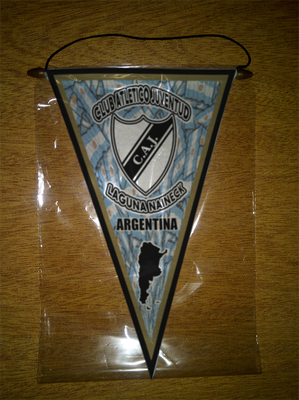 CLUB ATLETICO JUVENTUD
C.A.J.
LAGUNA NAINECK
ARGENTINA